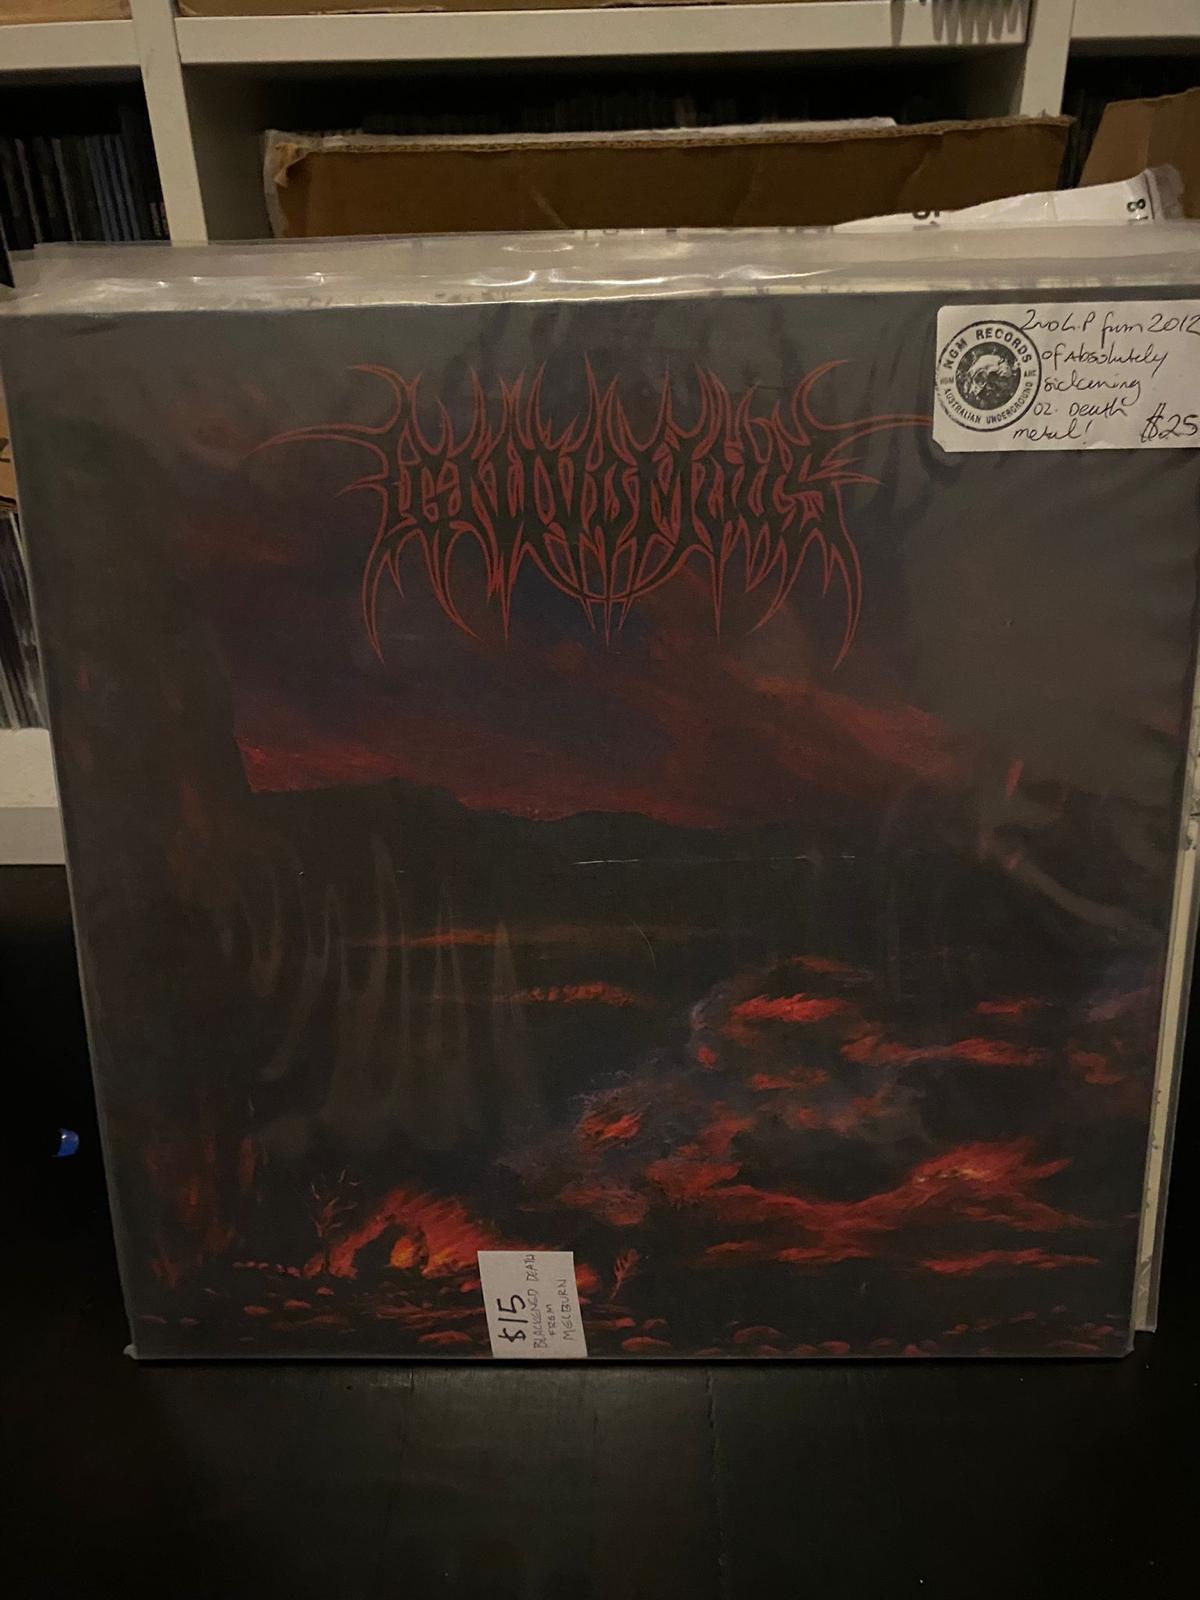 2ND L.P from 2012
NGM RECORDS
of Absolutely
sickening
AUSTRALIAN UNDERGROUND
OZ. Death
metal! $25
IGNIVOMOUS
$15
BLACKENED DEATH
FROM
MELBURN